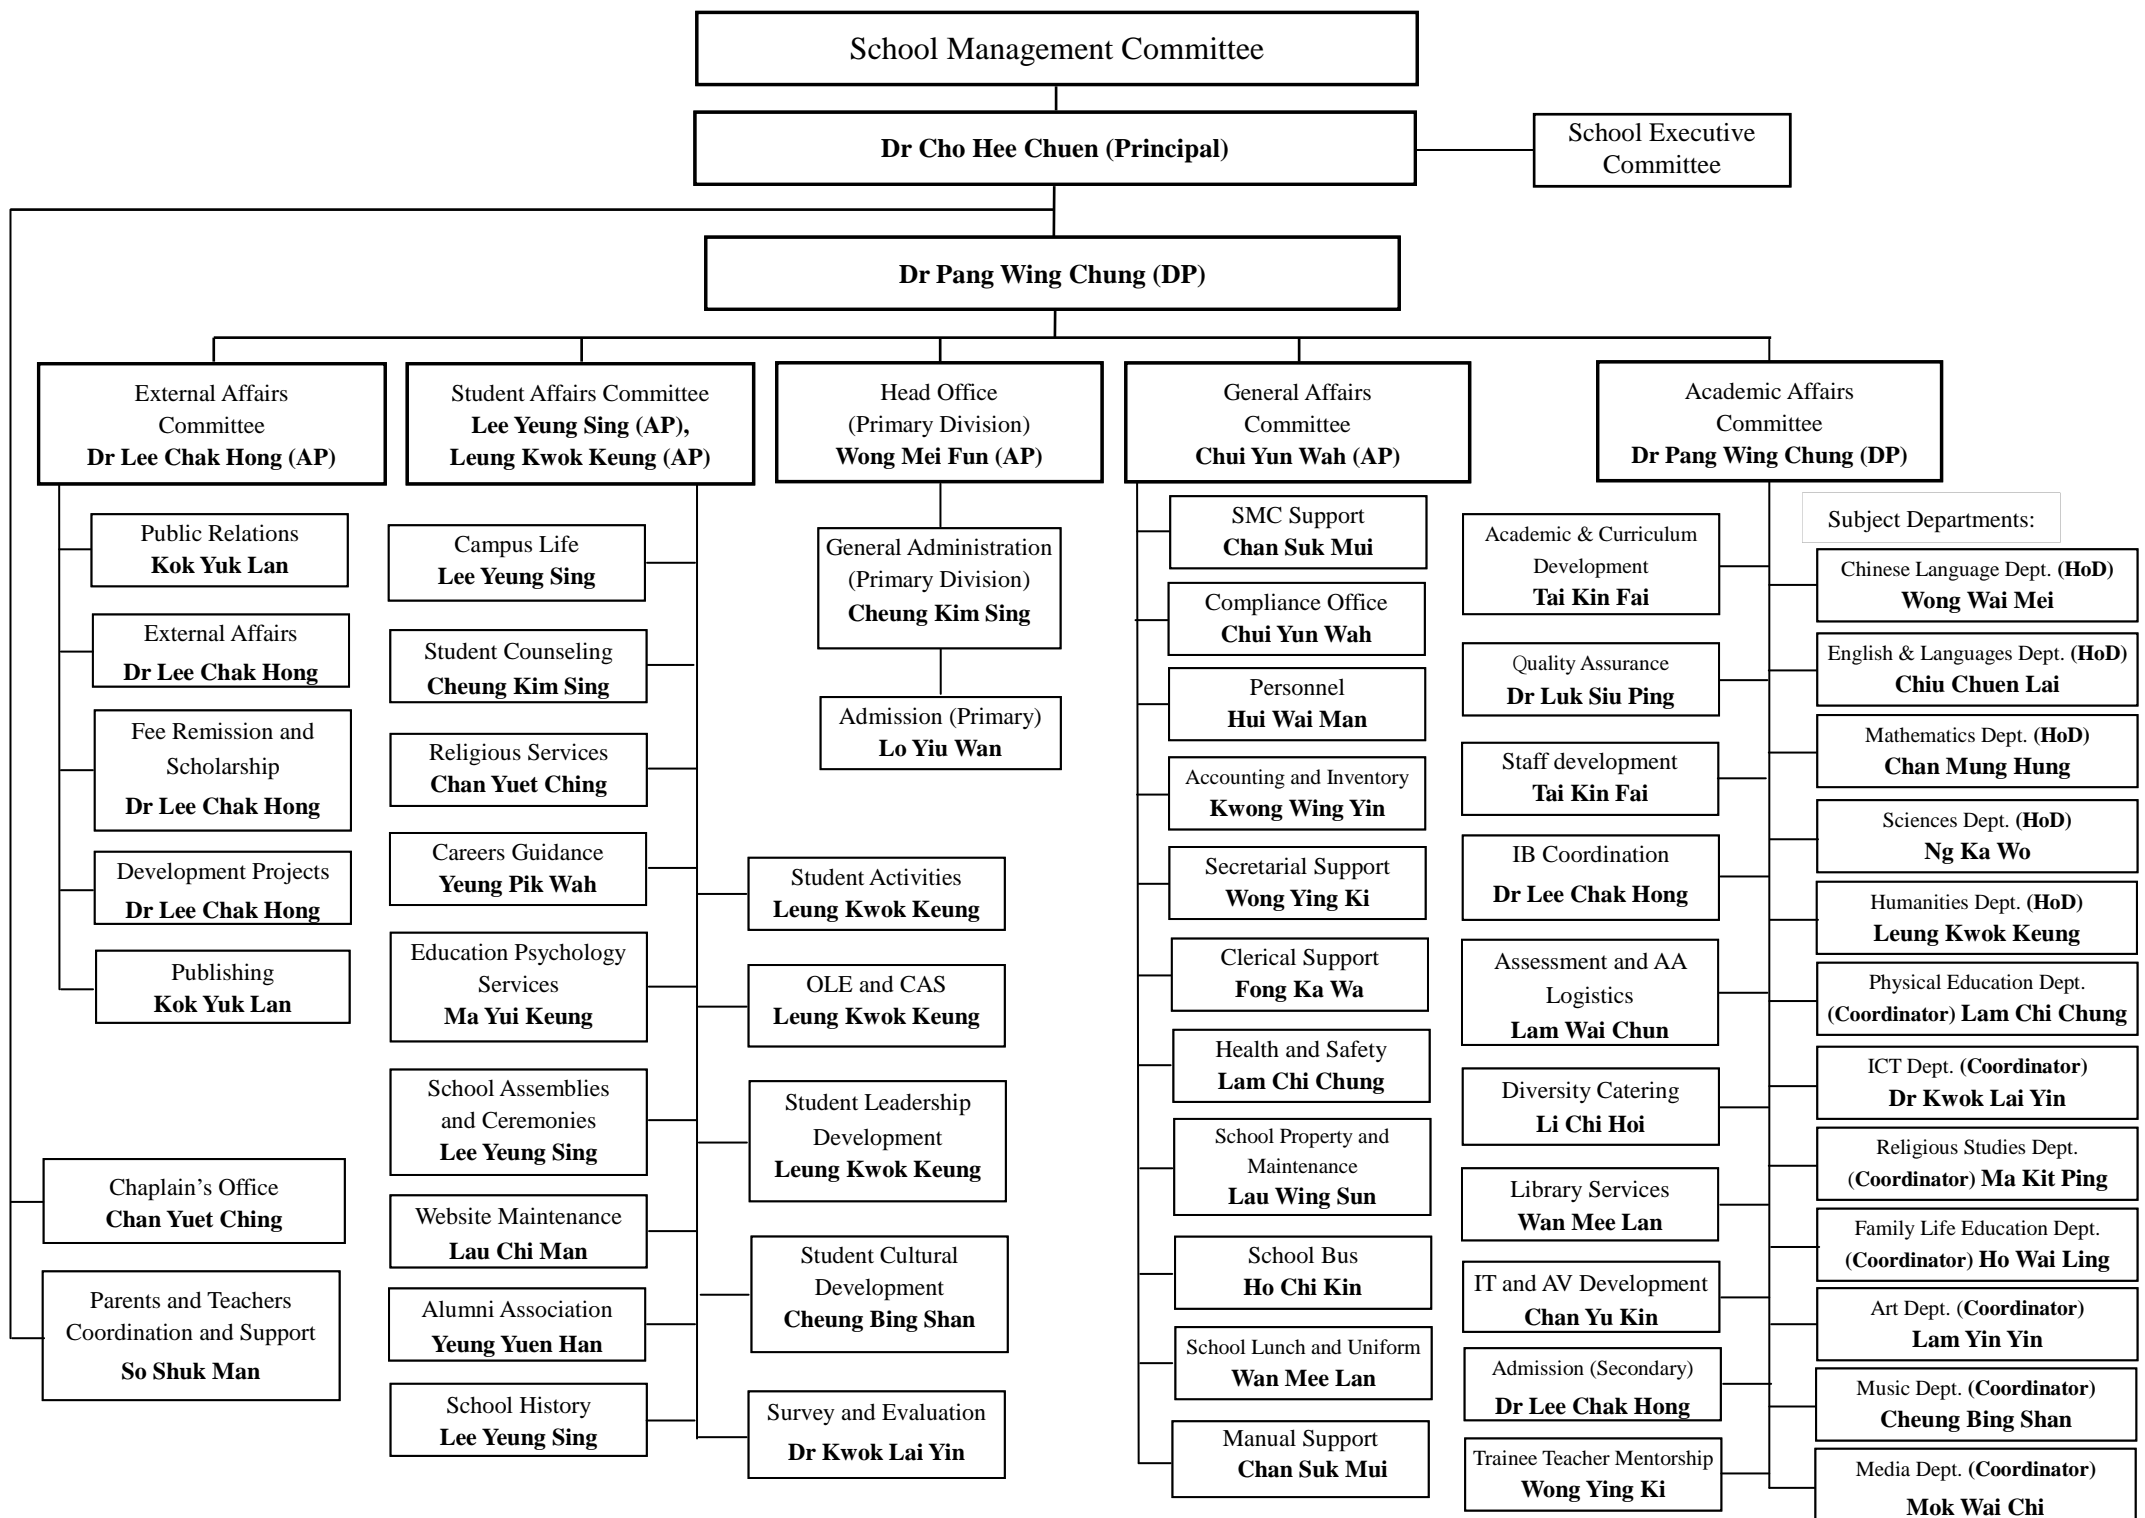 School Management Committee
Dr Cho Hee Chuen (Principal)
School Executive
Committee
Dr Pang Wing Chung (DP)
External Affairs
Committee
Dr Lee Chak Hong (AP)
Student Affairs Committee
Lee Yeung Sing (AP),
Leung Kwok Keung (AP)
Head Office
(Primary Division)
Wong Mei Fun (AP)
General Affairs
Committee
Chui Yun Wah (AP)
Academic Affairs
Committee
Dr Pang Wing Chung (DP)
Public Relations
Kok Yuk Lan
External Affairs
Dr Lee Chak Hong
Fee Remission and
Scholarship
Dr Lee Chak Hong
Development Projects
Dr Lee Chak Hong
Publishing
Kok Yuk Lan
Chaplain’s Office
Chan Yuet Ching
Parents and Teachers
Coordination and Support
So Shuk Man
Campus Life
Lee Yeung Sing
Student Counseling
Cheung Kim Sing
Religious Services
Chan Yuet Ching
Careers Guidance
Yeung Pik Wah
Education Psychology
Services
Ma Yui Keung
School Assemblies
and Ceremonies
Lee Yeung Sing
Website Maintenance
Lau Chi Man
Alumni Association
Yeung Yuen Han
School History
Lee Yeung Sing
Student Activities
Leung Kwok Keung
OLE and CAS
Leung Kwok Keung
Student Leadership
Development
Leung Kwok Keung
Student Cultural
Development
Cheung Bing Shan
Survey and Evaluation
Dr Kwok Lai Yin
General Administration
(Primary Division)
Cheung Kim Sing
Admission (Primary)
Lo Yiu Wan
SMC Support
Chan Suk Mui
Compliance Office
Chui Yun Wah
Personnel
Hui Wai Man
Accounting and Inventory
Kwong Wing Yin
Secretarial Support
Wong Ying Ki
Clerical Support
Fong Ka Wa
Health and Safety
Lam Chi Chung
School Property and
Maintenance
Lau Wing Sun
School Bus
Ho Chi Kin
School Lunch and Uniform
Wan Mee Lan
Manual Support
Chan Suk Mui
Academic & Curriculum
Development
Tai Kin Fai
Quality Assurance
Dr Luk Siu Ping
Staff development
Tai Kin Fai
IB Coordination
Dr Lee Chak Hong
Assessment and AA
Logistics
Lam Wai Chun
Diversity Catering
Li Chi Hoi
Library Services
Wan Mee Lan
IT and AV Development
Chan Yu Kin
Admission (Secondary)
Dr Lee Chak Hong
Trainee Teacher Mentorship
Wong Ying Ki
Subject Departments:
Chinese Language Dept. (HoD)
Wong Wai Mei
English & Languages Dept. (HoD)
Chiu Chuen Lai
Mathematics Dept. (HoD)
Chan Mung Hung
Sciences Dept. (HoD)
Ng Ka Wo
Humanities Dept. (HoD)
Leung Kwok Keung
Physical Education Dept.
(Coordinator) Lam Chi Chung
ICT Dept. (Coordinator)
Dr Kwok Lai Yin
Religious Studies Dept.
(Coordinator) Ma Kit Ping
Family Life Education Dept.
(Coordinator) Ho Wai Ling
Art Dept. (Coordinator)
Lam Yin Yin
Music Dept. (Coordinator)
Cheung Bing Shan
Media Dept. (Coordinator)
Mok Wai Chi